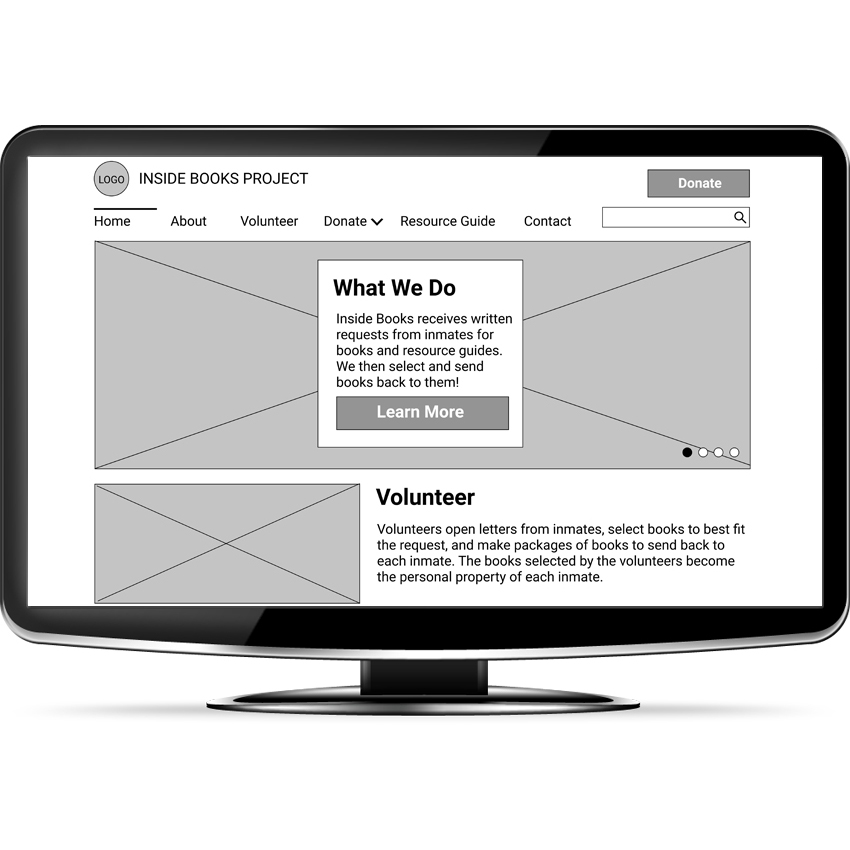 LOGO
INSIDE BOOKS PROJECT
Donate
Home
About
Volunteer
Donate
Resource Guide
Contact
What We Do
Inside Books receives written
requests from inmates for
books and resource guides.
We then select and send
books back to them!
Learn More
Volunteer
Volunteers open letters from inmates, select books to best fit
the request, and make packages of books to send back to
each inmate. The books selected by the volunteers become
the personal property of each inmate.